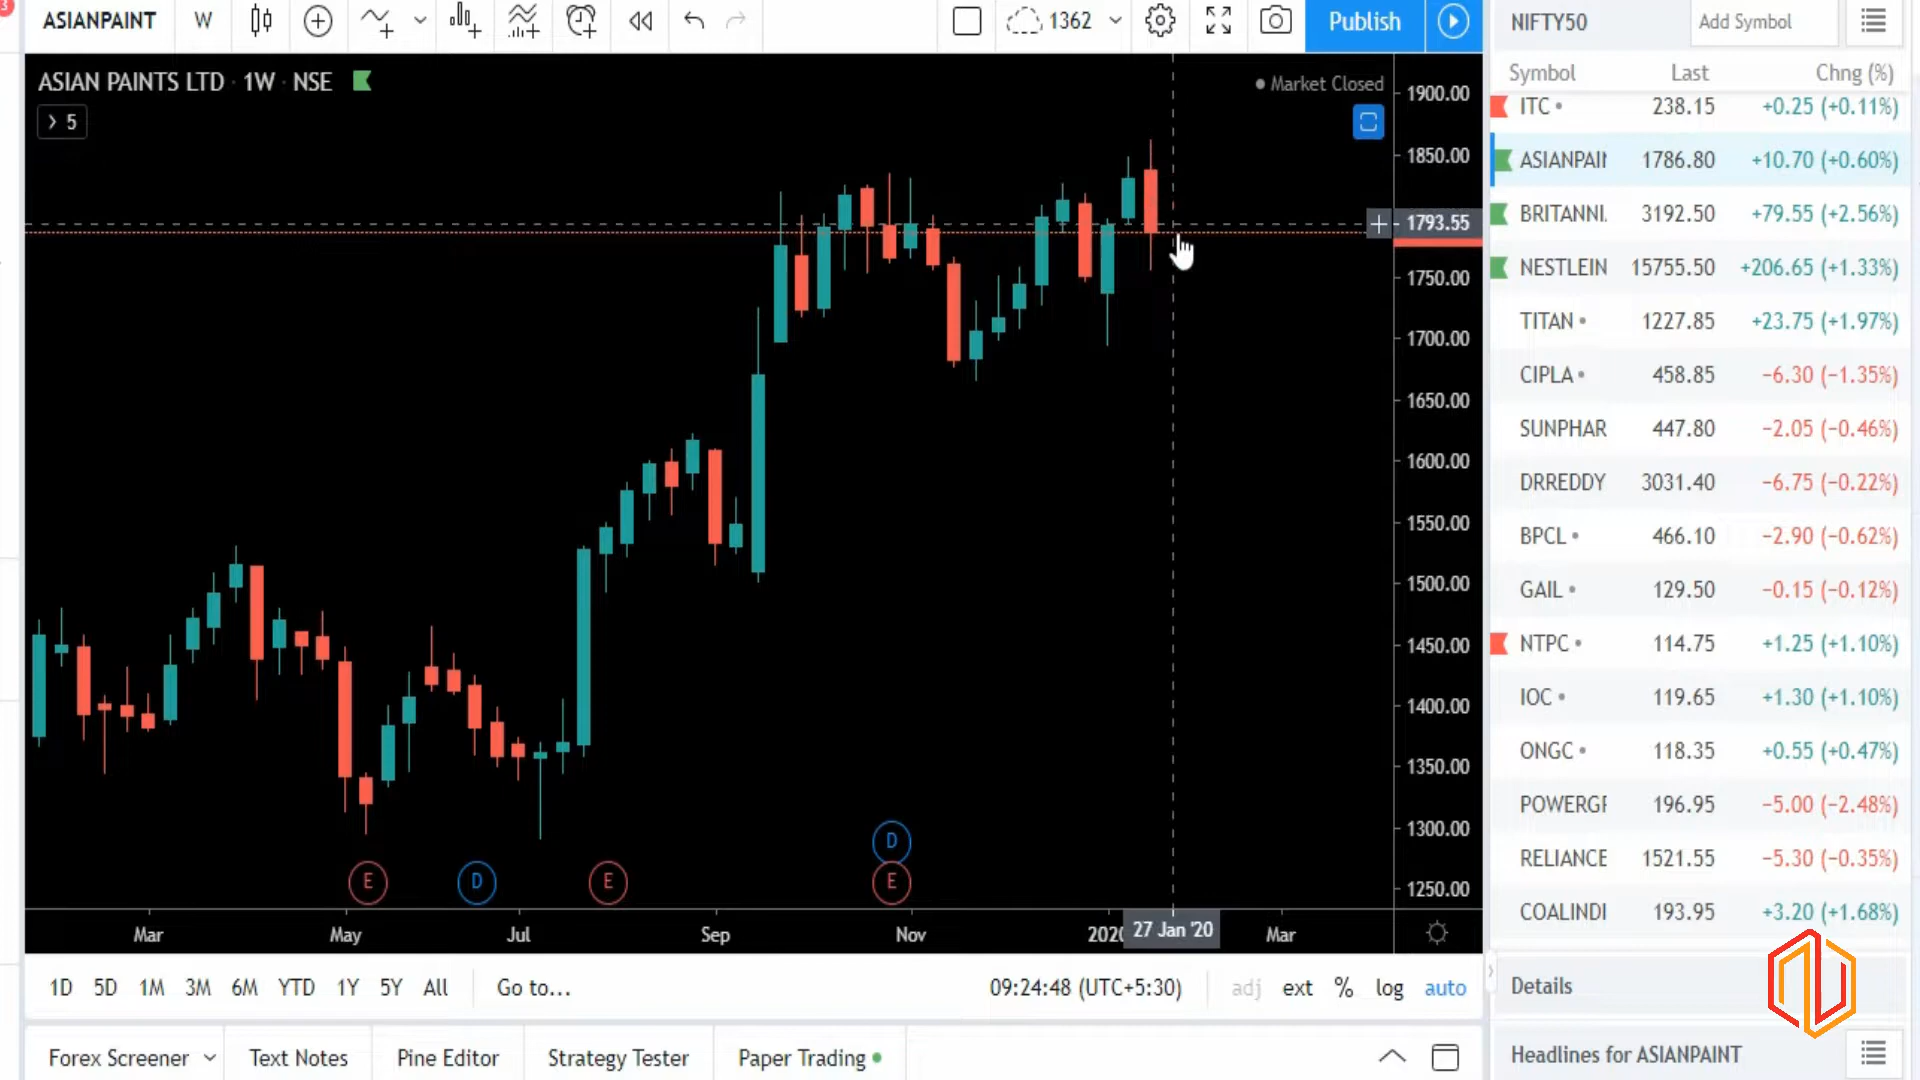 3
ASIANPAINT W 1362 Publish
ASIAN PAINTS LTD · 1W · NSE
Market Closed
5
1900.00
1850.00
1793.55
1750.00
1700.00
1650.00
1600.00
1550.00
1500.00
1450.00
1400.00
1350.00
1300.00
1250.00
D
E D E E
Mar May Jul Sep Nov 2020 27 Jan '20 Mar
1D 5D 1M 3M 6M YTD 1Y 5Y All Go to... 09:24:48 (UTC+5:30) adj ext % log auto
Forex Screener Text Notes Pine Editor Strategy Tester Paper Trading
NIFTY50 Add Symbol
Symbol Last Chng (%)
ITC 238.15 +0.25 (+0.11%)
ASIANPAI 1786.80 +10.70 (+0.60%)
BRITANNI. 3192.50 +79.55 (+2.56%)
NESTLEIN 15755.50 +206.65 (+1.33%)
TITAN 1227.85 +23.75 (+1.97%)
CIPLA 458.85 −6.30 (−1.35%)
SUNPHAR 447.80 −2.05 (−0.46%)
DRREDDY 3031.40 −6.75 (−0.22%)
BPCL 466.10 −2.90 (−0.62%)
GAIL 129.50 −0.15 (−0.12%)
NTPC 114.75 +1.25 (+1.10%)
IOC 119.65 +1.30 (+1.10%)
ONGC 118.35 +0.55 (+0.47%)
POWERGF 196.95 −5.00 (−2.48%)
RELIANCE 1521.55 −5.30 (−0.35%)
COALINDI 193.95 +3.20 (+1.68%)
Details
Headlines for ASIANPAINT